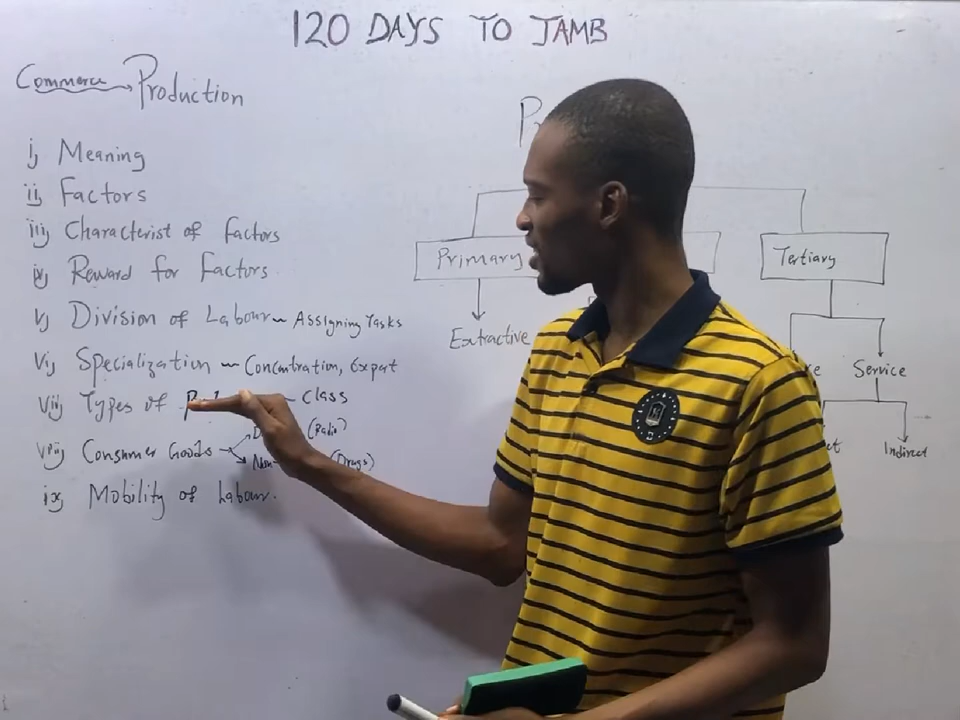 120 DAYS TO JAMB
Commerce → Production
i) Meaning
ii) Factors
iii) Characterist of factors
iv) Reward for Factors
v) Division of Labour ~ Assigning Tasks
vi) Specialization ~ Concentration, Expert
vii) Types of - class
viii) Consumer Goods (Radio)
(Drugs)
ix) Mobility of Labour.
Primary
Tertiary
Extractive
Service
Indirect